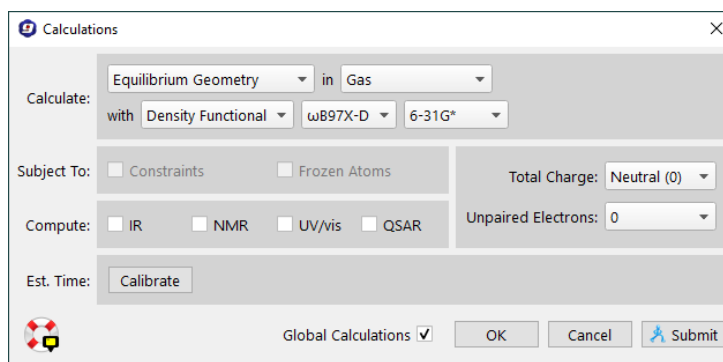 Calculations
Calculate: Equilibrium Geometry in Gas
with Density Functional ωB97X-D 6-31G*
Subject To: Constraints Frozen Atoms
Total Charge: Neutral (0)
Compute: IR NMR UV/vis QSAR
Unpaired Electrons: 0
Est. Time: Calibrate
Global Calculations OK Cancel Submit